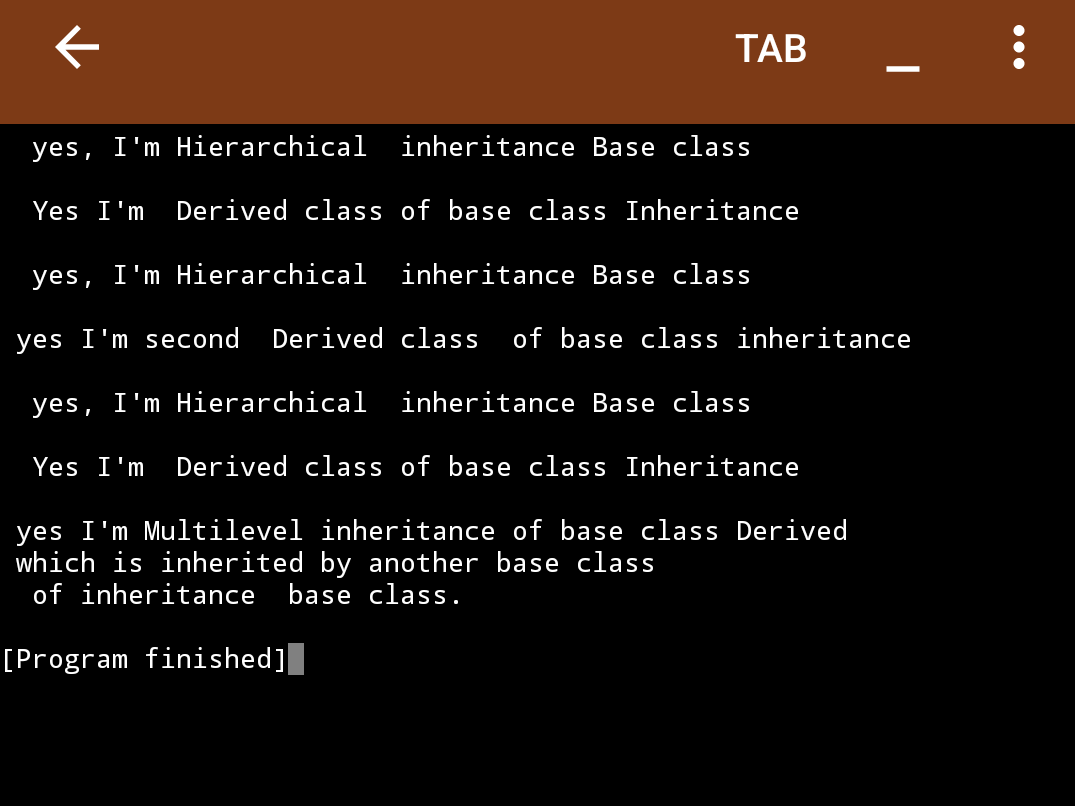 TAB _
yes, I'm Hierarchical  inheritance Base class
Yes I'm  Derived class of base class Inheritance
yes, I'm Hierarchical  inheritance Base class
yes I'm second  Derived class  of base class inheritance
yes, I'm Hierarchical  inheritance Base class
Yes I'm  Derived class of base class Inheritance
yes I'm Multilevel inheritance of base class Derived
which is inherited by another base class
of inheritance  base class.
[Program finished]